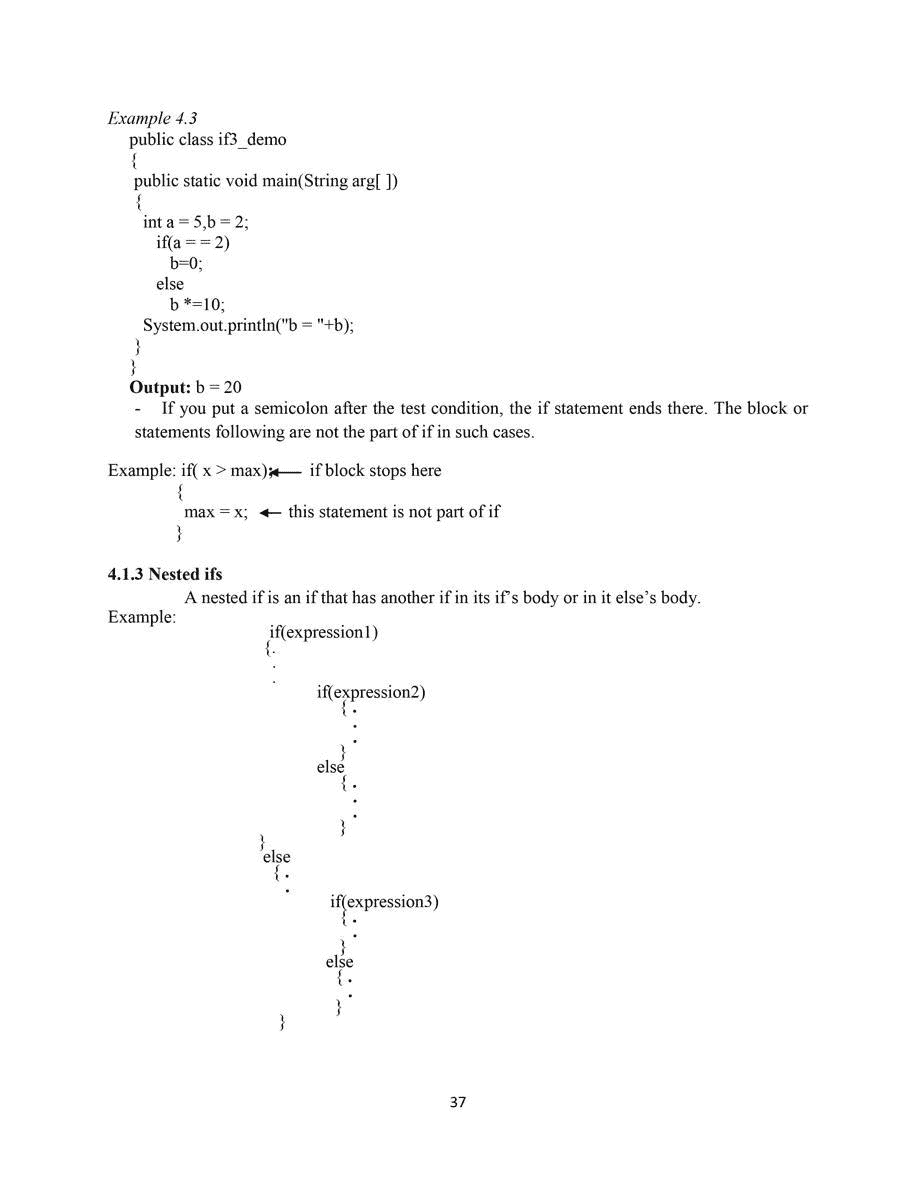 Example 4.3
public class if3_demo
{
public static void main(String arg[ ])
{
int a = 5,b = 2;
if(a = = 2)
b=0;
else
b *=10;
System.out.println("b = "+b);
}
}
Output: b = 20
- If you put a semicolon after the test condition, the if statement ends there. The block or
statements following are not the part of if in such cases.
Example: if( x > max); if block stops here
{
max = x; this statement is not part of if
}
4.1.3 Nested ifs
A nested if is an if that has another if in its if’s body or in it else’s body.
Example:
if(expression1)
{.
.
.
if(expression2)
{ .
.
.
}
else
{ .
.
.
}
}
else
{ .
.
if(expression3)
{ .
.
}
else
{ .
.
}
}
37